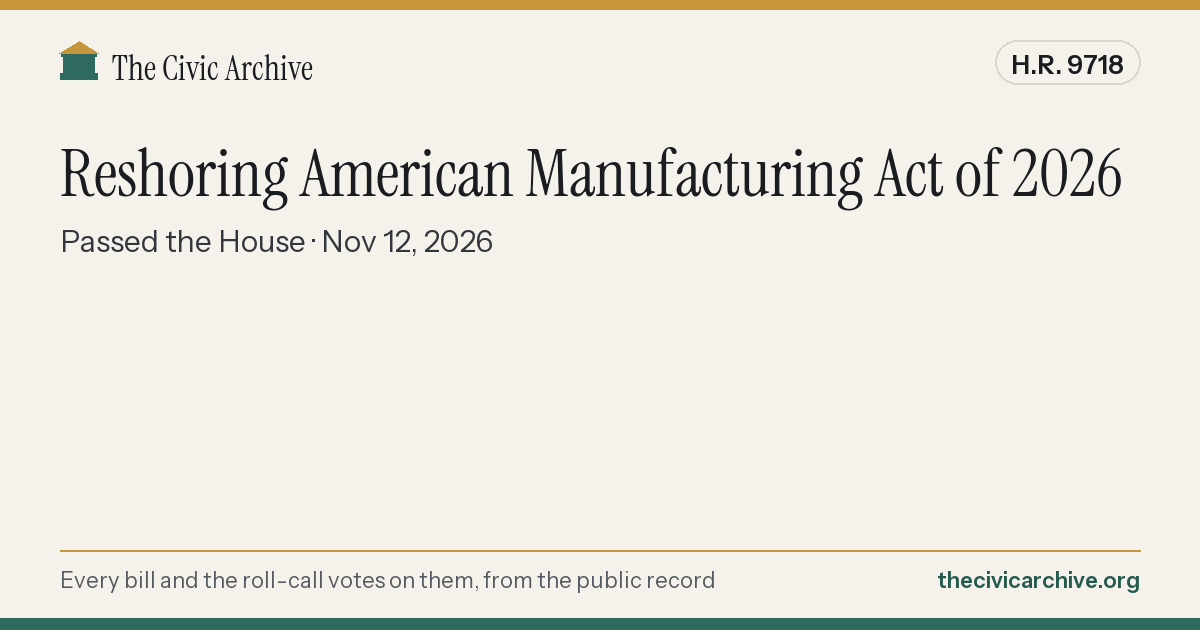 The Civic Archive
H.R. 9718
Reshoring American Manufacturing Act of 2026
Passed the House · Nov 12, 2026
Every bill and the roll-call votes on them, from the public record
thecivicarchive.org